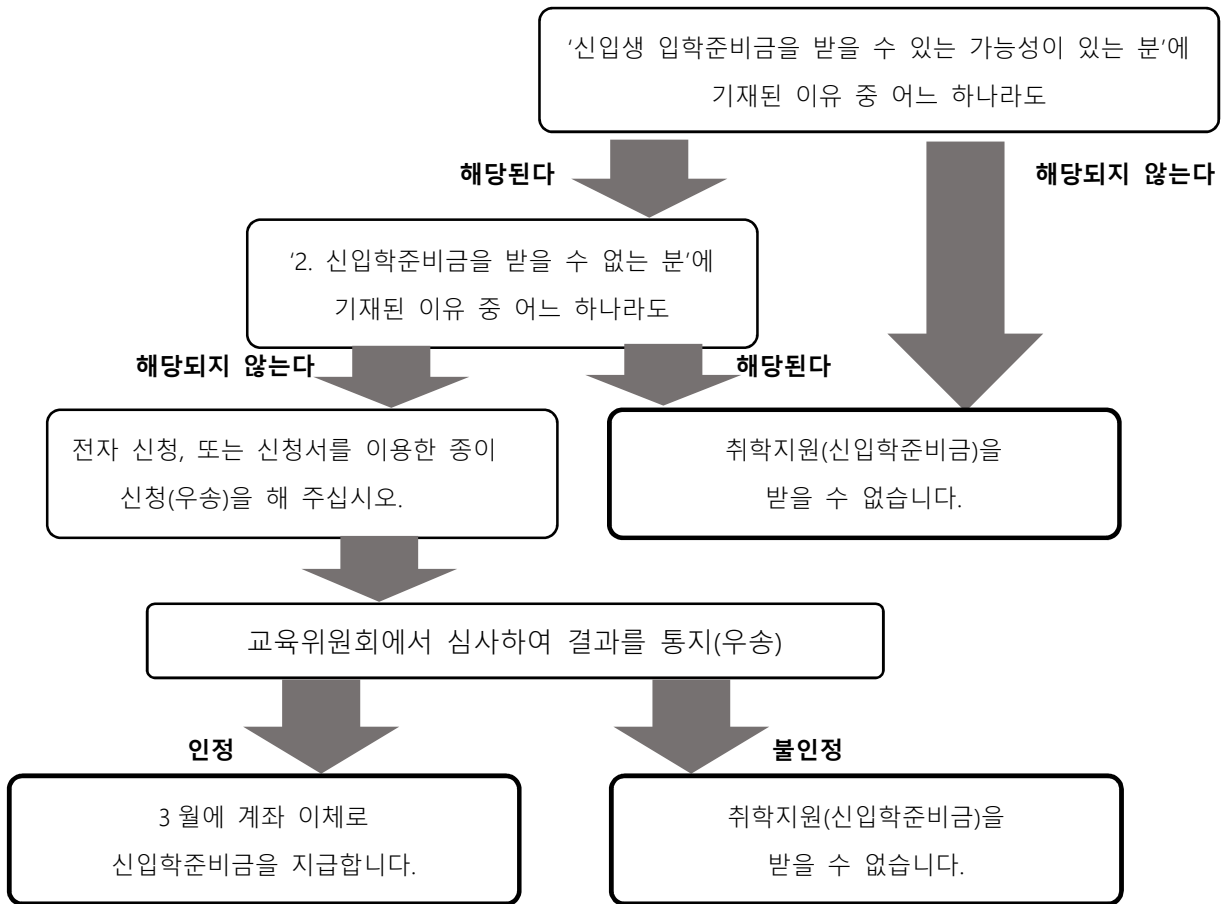 ‘신입생 입학준비금을 받을 수 있는 가능성이 있는 분’에
기재된 이유 중 어느 하나라도
해당된다
해당되지 않는다
‘2. 신입학준비금을 받을 수 없는 분’에
기재된 이유 중 어느 하나라도
해당되지 않는다
해당된다
전자 신청, 또는 신청서를 이용한 종이
신청(우송)을 해 주십시오.
취학지원(신입학준비금)을
받을 수 없습니다.
교육위원회에서 심사하여 결과를 통지(우송)
인정
불인정
3월에 계좌 이체로
신입학준비금을 지급합니다.
취학지원(신입학준비금)을
받을 수 없습니다.